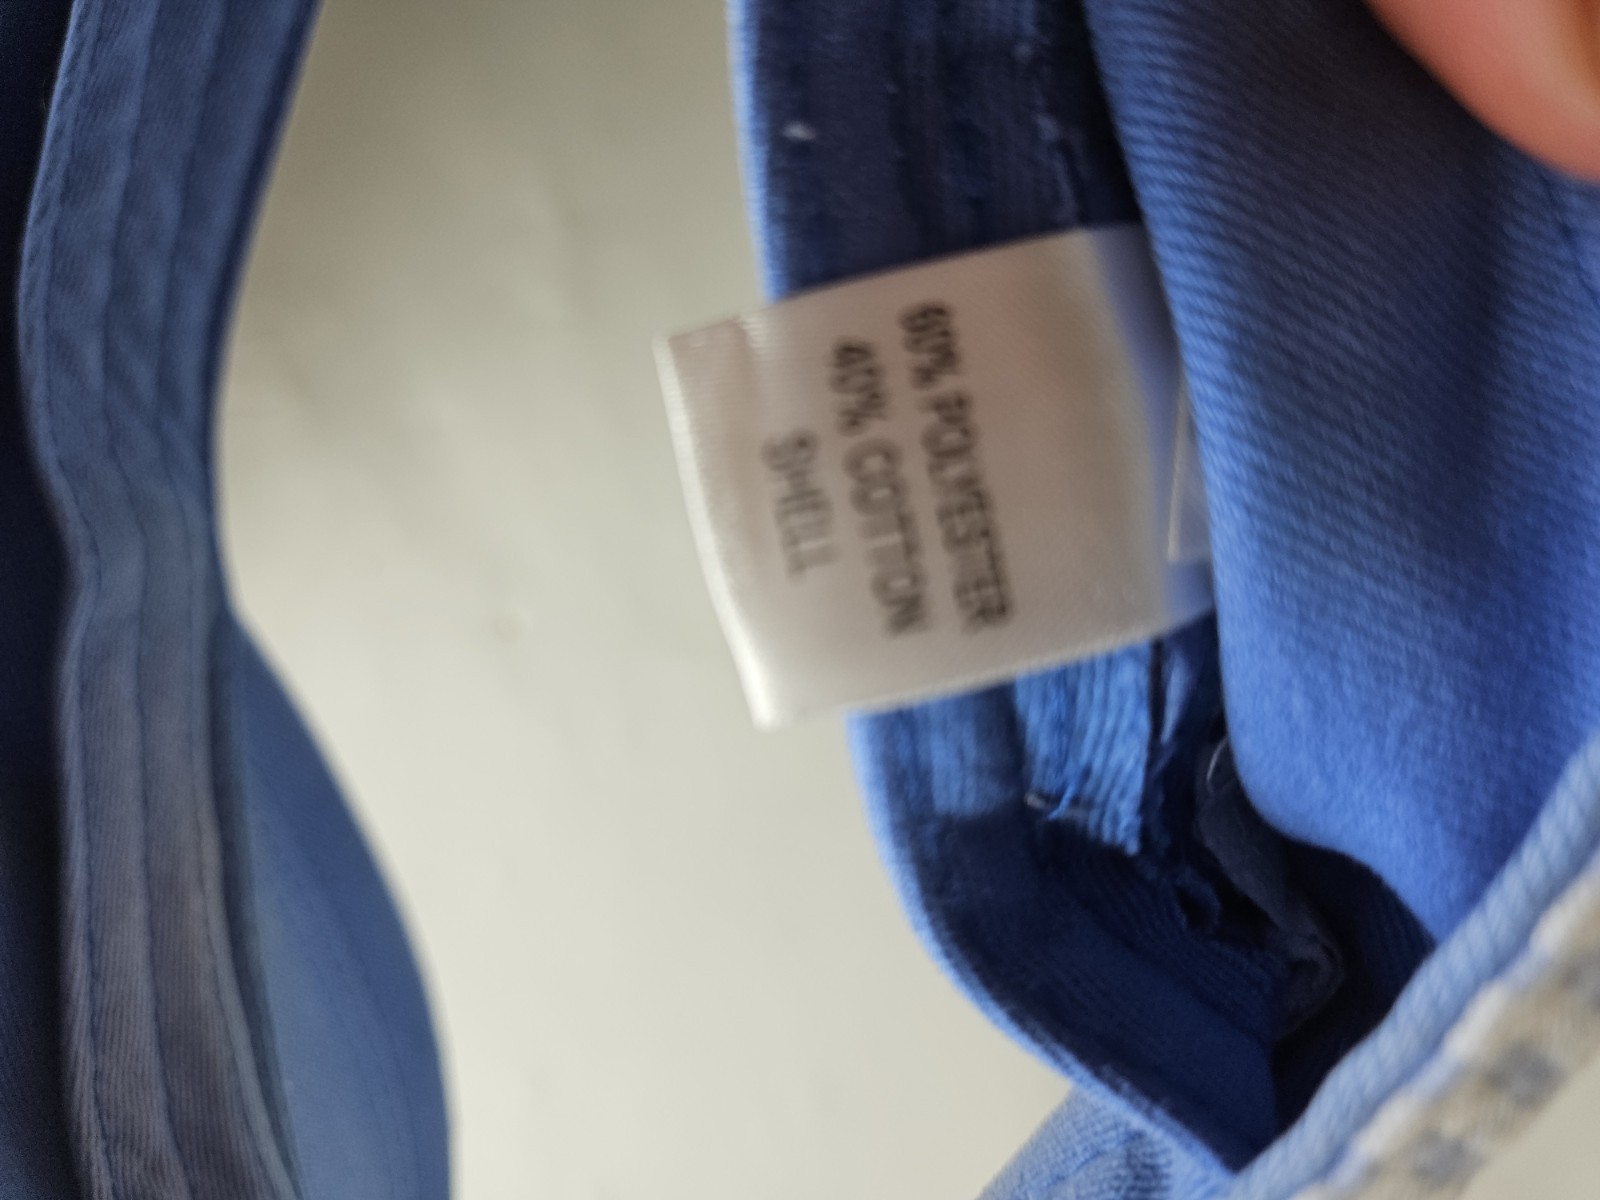 60% POLYESTER
40% COTTON
SHELL